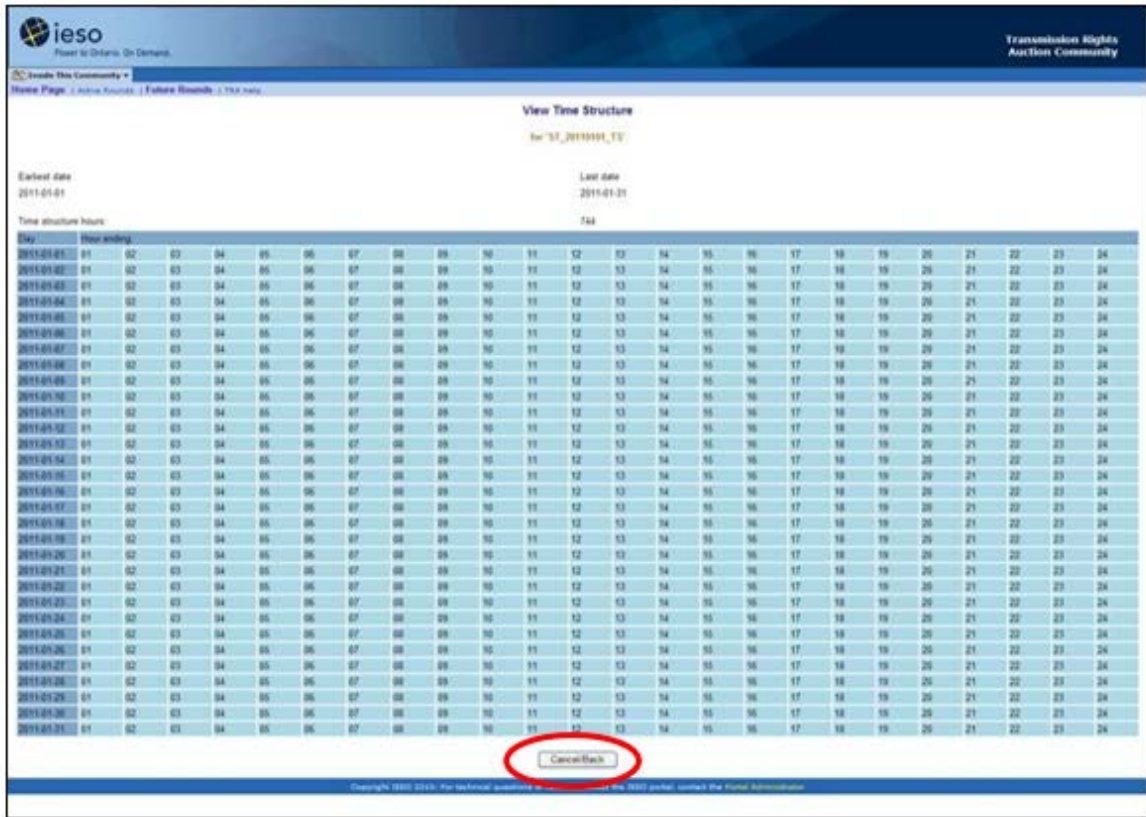 ieso
Power to Ontario. On Demand.
Transmission Rights
Auction Community
Inside This Community
Home Page | Active Rounds | Future Rounds | TRA Help
View Time Structure
for 'ST_20110101_T3'
Earliest date Last date
2011-01-01 2011-01-31
Time structure hours: 744
Day Hour ending:
2011-01-01 01 02 03 04 05 06 07 08 09 10 11 12 13 14 15 16 17 18 19 20 21 22 23 24
2011-01-02 01 02 03 04 05 06 07 08 09 10 11 12 13 14 15 16 17 18 19 20 21 22 23 24
2011-01-03 01 02 03 04 05 06 07 08 09 10 11 12 13 14 15 16 17 18 19 20 21 22 23 24
2011-01-04 01 02 03 04 05 06 07 08 09 10 11 12 13 14 15 16 17 18 19 20 21 22 23 24
2011-01-05 01 02 03 04 05 06 07 08 09 10 11 12 13 14 15 16 17 18 19 20 21 22 23 24
2011-01-06 01 02 03 04 05 06 07 08 09 10 11 12 13 14 15 16 17 18 19 20 21 22 23 24
2011-01-07 01 02 03 04 05 06 07 08 09 10 11 12 13 14 15 16 17 18 19 20 21 22 23 24
2011-01-08 01 02 03 04 05 06 07 08 09 10 11 12 13 14 15 16 17 18 19 20 21 22 23 24
2011-01-09 01 02 03 04 05 06 07 08 09 10 11 12 13 14 15 16 17 18 19 20 21 22 23 24
2011-01-10 01 02 03 04 05 06 07 08 09 10 11 12 13 14 15 16 17 18 19 20 21 22 23 24
2011-01-11 01 02 03 04 05 06 07 08 09 10 11 12 13 14 15 16 17 18 19 20 21 22 23 24
2011-01-12 01 02 03 04 05 06 07 08 09 10 11 12 13 14 15 16 17 18 19 20 21 22 23 24
2011-01-13 01 02 03 04 05 06 07 08 09 10 11 12 13 14 15 16 17 18 19 20 21 22 23 24
2011-01-14 01 02 03 04 05 06 07 08 09 10 11 12 13 14 15 16 17 18 19 20 21 22 23 24
2011-01-15 01 02 03 04 05 06 07 08 09 10 11 12 13 14 15 16 17 18 19 20 21 22 23 24
2011-01-16 01 02 03 04 05 06 07 08 09 10 11 12 13 14 15 16 17 18 19 20 21 22 23 24
2011-01-17 01 02 03 04 05 06 07 08 09 10 11 12 13 14 15 16 17 18 19 20 21 22 23 24
2011-01-18 01 02 03 04 05 06 07 08 09 10 11 12 13 14 15 16 17 18 19 20 21 22 23 24
2011-01-19 01 02 03 04 05 06 07 08 09 10 11 12 13 14 15 16 17 18 19 20 21 22 23 24
2011-01-20 01 02 03 04 05 06 07 08 09 10 11 12 13 14 15 16 17 18 19 20 21 22 23 24
2011-01-21 01 02 03 04 05 06 07 08 09 10 11 12 13 14 15 16 17 18 19 20 21 22 23 24
2011-01-22 01 02 03 04 05 06 07 08 09 10 11 12 13 14 15 16 17 18 19 20 21 22 23 24
2011-01-23 01 02 03 04 05 06 07 08 09 10 11 12 13 14 15 16 17 18 19 20 21 22 23 24
2011-01-24 01 02 03 04 05 06 07 08 09 10 11 12 13 14 15 16 17 18 19 20 21 22 23 24
2011-01-25 01 02 03 04 05 06 07 08 09 10 11 12 13 14 15 16 17 18 19 20 21 22 23 24
2011-01-26 01 02 03 04 05 06 07 08 09 10 11 12 13 14 15 16 17 18 19 20 21 22 23 24
2011-01-27 01 02 03 04 05 06 07 08 09 10 11 12 13 14 15 16 17 18 19 20 21 22 23 24
2011-01-28 01 02 03 04 05 06 07 08 09 10 11 12 13 14 15 16 17 18 19 20 21 22 23 24
2011-01-29 01 02 03 04 05 06 07 08 09 10 11 12 13 14 15 16 17 18 19 20 21 22 23 24
2011-01-30 01 02 03 04 05 06 07 08 09 10 11 12 13 14 15 16 17 18 19 20 21 22 23 24
2011-01-31 01 02 03 04 05 06 07 08 09 10 11 12 13 14 15 16 17 18 19 20 21 22 23 24
Cancel/Back
Copyright IESO 2010: For technical questions the IESO portal, contact the Portal Administrator